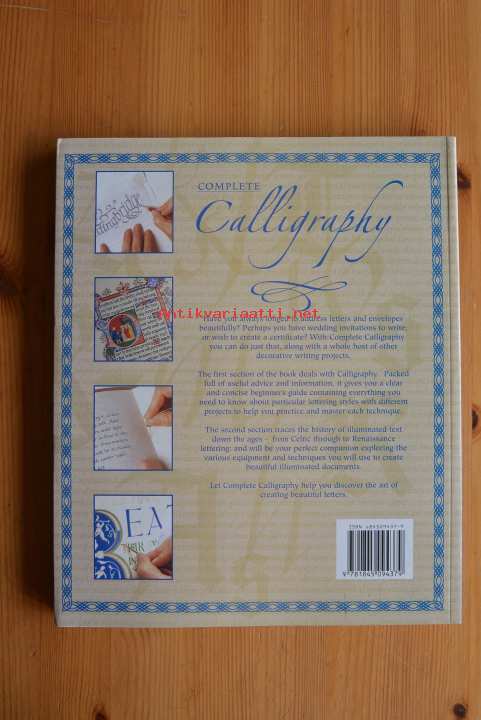 COMPLETE
Calligraphy
antikvariaatti.net
Have you always longed to address letters and envelopes
beautifully? Perhaps you have wedding invitations to write,
or wish to create a certificate? With Complete Calligraphy
you can do just that, along with a whole host of other
decorative writing projects.
The first section of the book deals with Calligraphy. Packed
full of useful advice and information, it gives you a clear
and concise beginner's guide containing everything you
need to know about particular lettering styles with different
projects to help you practice and master each technique.
The second section traces the history of illuminated text
down the ages – from Celtic through to Renaissance
lettering; and will be your perfect companion exploring the
various equipment and techniques you will use to create
beautiful illuminated documents.
Let Complete Calligraphy help you discover the art of
creating beautiful letters.
EAT
ISBN 184509437-9
9 781845 094379